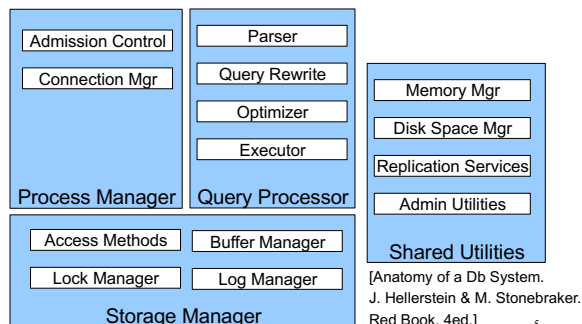 Admission Control
Connection Mgr
Process Manager
Parser
Query Rewrite
Optimizer
Executor
Query Processor
Memory Mgr
Disk Space Mgr
Replication Services
Admin Utilities
Shared Utilities
Access Methods
Buffer Manager
Lock Manager
Log Manager
Storage Manager
[Anatomy of a Db System.
J. Hellerstein & M. Stonebraker.
Red Book. 4ed.]